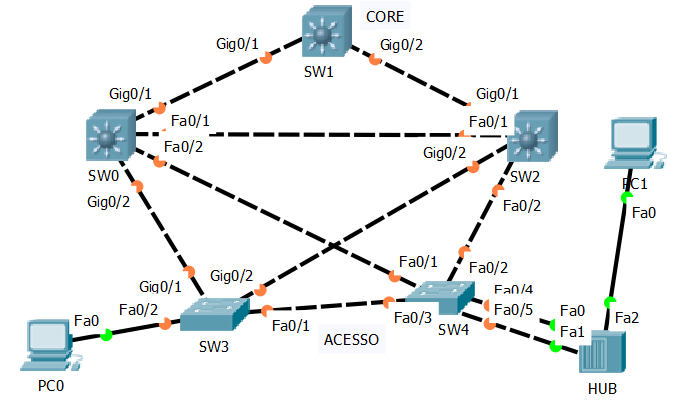 CORE
Gig0/1
Gig0/2
SW1
Gig0/1
Gig0/1
Fa0/1
Fa0/1
Fa0/2
Gig0/2
SW0
SW2
PC1
Gig0/2
Fa0/2
Fa0
Fa0/1
Fa0/2
Gig0/1
Gig0/2
Fa0/4
Fa0/2
Fa0/1
Fa0/3
Fa0/5
Fa0
Fa0
Fa1
Fa2
SW4
SW3
ACESSO
PC0
HUB